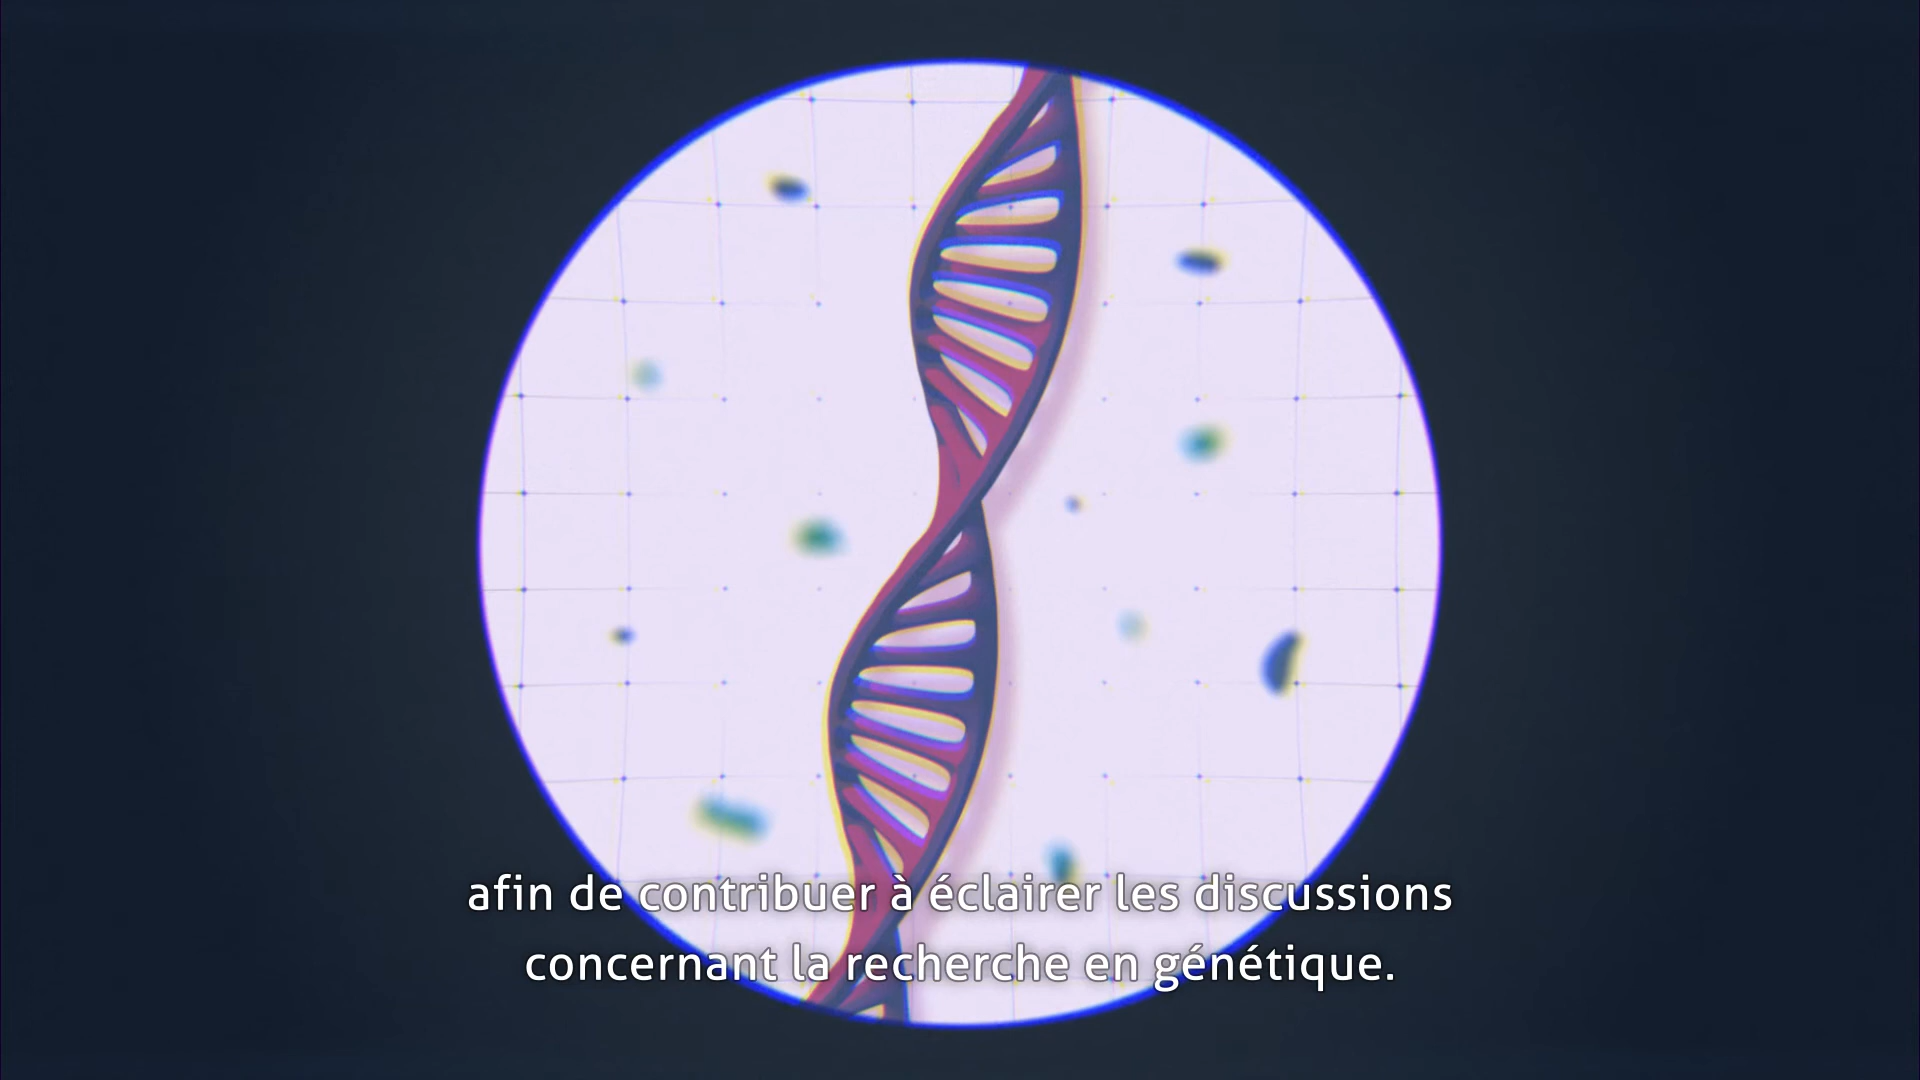 afin de contribuer à éclairer les discussions
concernant la recherche en génétique.